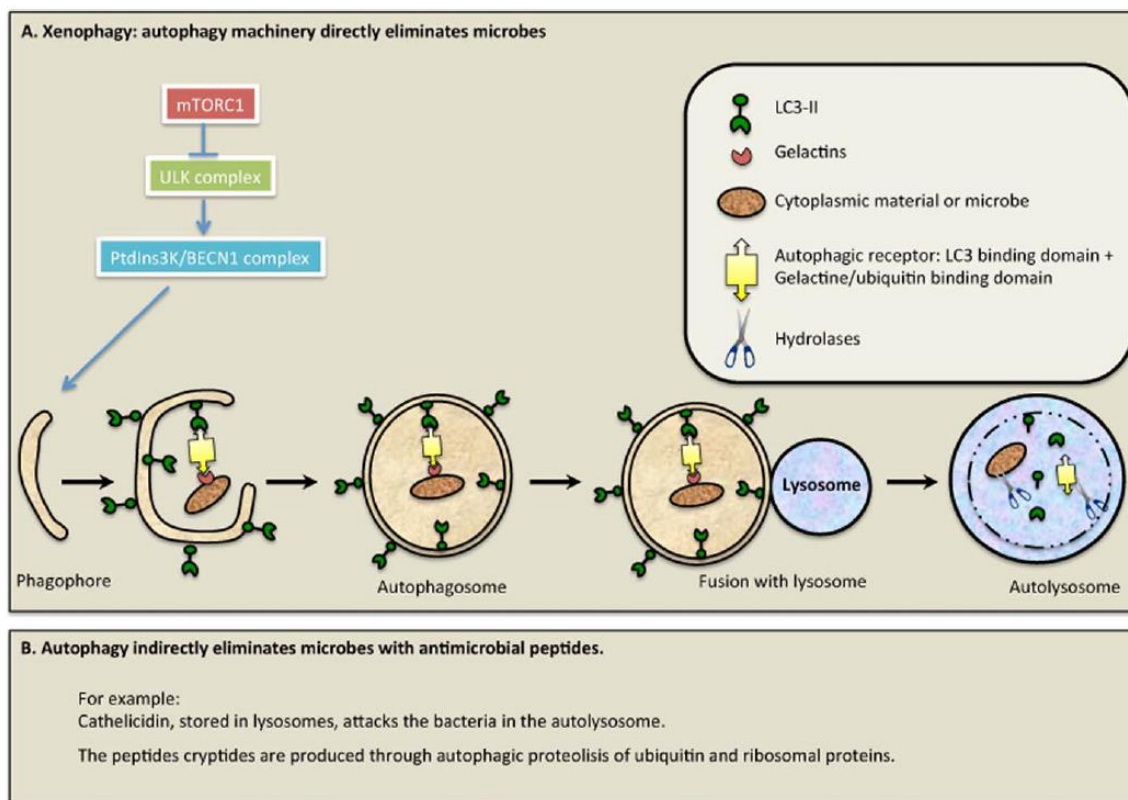 A. Xenophagy: autophagy machinery directly eliminates microbes
mTORC1
ULK complex
PtdIns3K/BECN1 complex
LC3-II
Gelactins
Cytoplasmic material or microbe
Autophagic receptor: LC3 binding domain +
Gelactine/ubiquitin binding domain
Hydrolases
Lysosome
Phagophore
Autophagosome
Fusion with lysosome
Autolysosome
B. Autophagy indirectly eliminates microbes with antimicrobial peptides.
For example:
Cathelicidin, stored in lysosomes, attacks the bacteria in the autolysosome.
The peptides cryptides are produced through autophagic proteolisis of ubiquitin and ribosomal proteins.